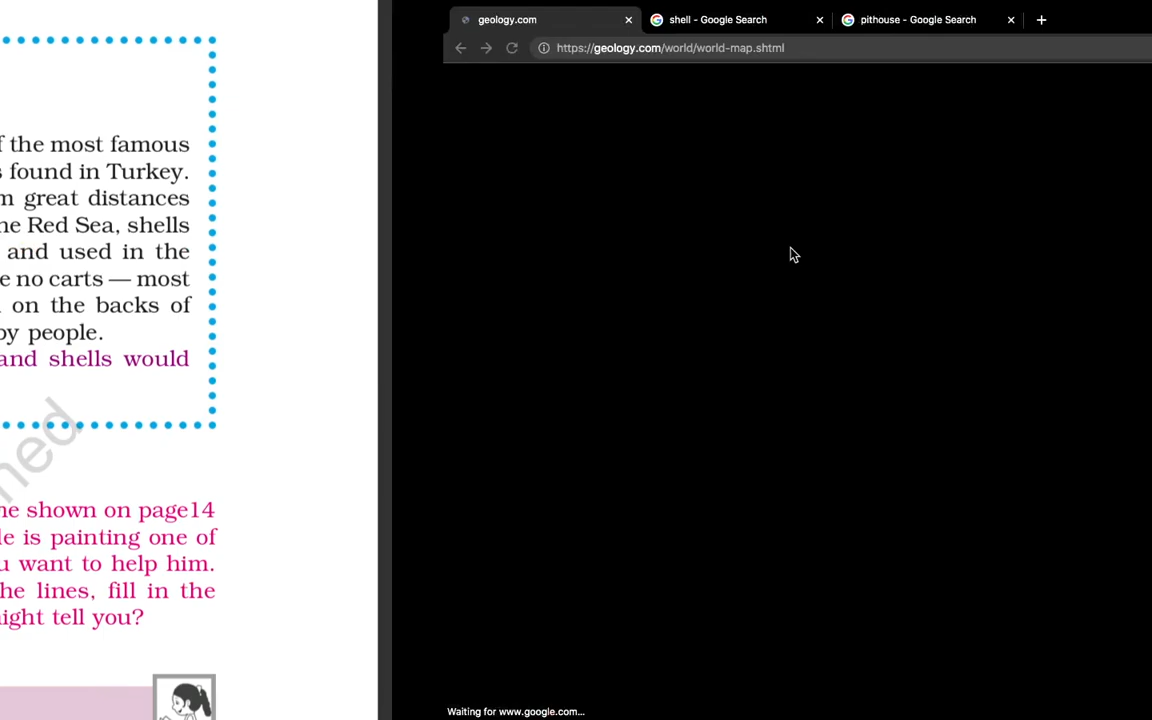 f the most famous
s found in Turkey.
m great distances
he Red Sea, shells
and used in the
e no carts — most
on the backs of
by people.
and shells would
ned
ne shown on page14
le is painting one of
u want to help him.
he lines, fill in the
night tell you?
geology.com
shell - Google Search
pithouse - Google Search
https://geology.com/world/world-map.shtml
Waiting for www.google.com...